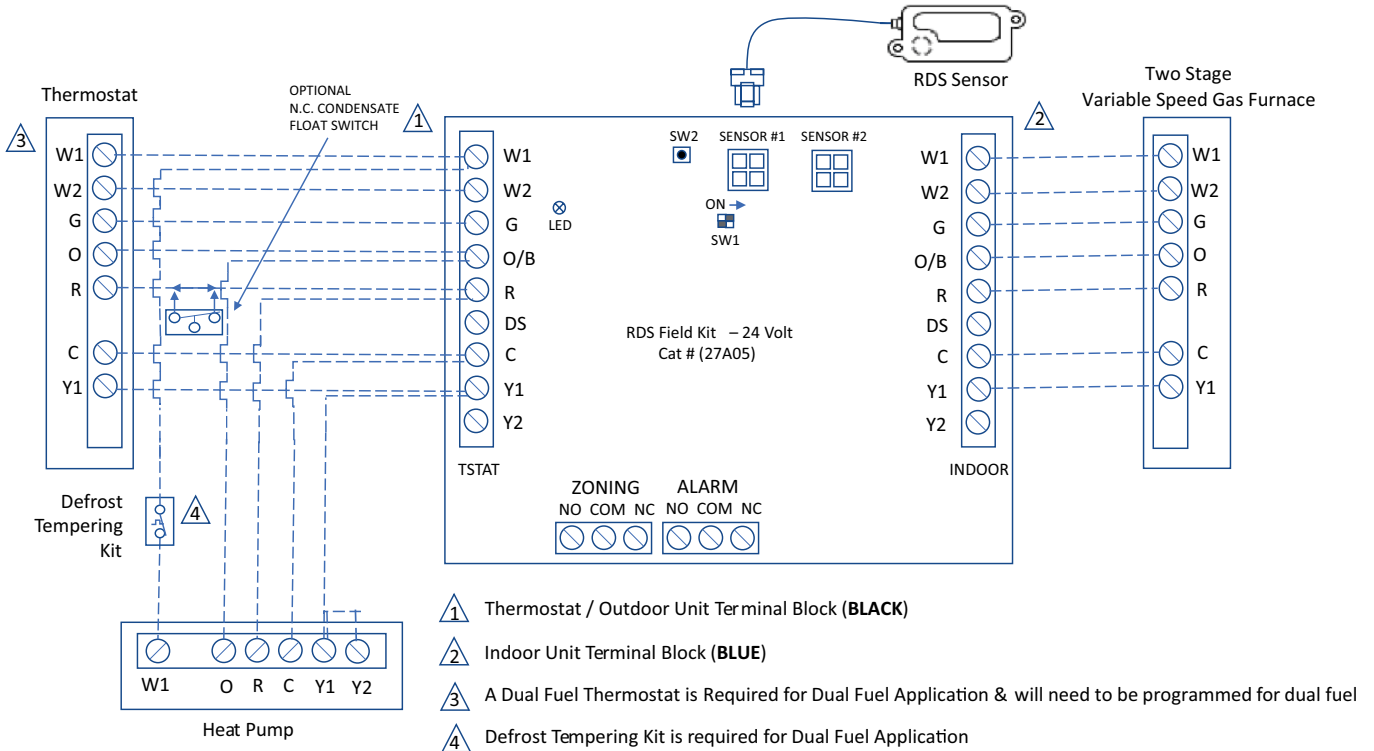 RDS Sensor
Two Stage
Variable Speed Gas Furnace
Thermostat
OPTIONAL
N.C. CONDENSATE
FLOAT SWITCH
3
1
2
W1
W2
G
O
R
C
Y1
W1
W2
G
O/B
R
DS
C
Y1
Y2
TSTAT
SW2
SENSOR #1
SENSOR #2
ON
SW1
LED
RDS Field Kit – 24 Volt
Cat # (27A05)
W1
W2
G
O/B
R
DS
C
Y1
Y2
INDOOR
W1
W2
G
O
R
C
Y1
ZONING
NO COM NC
ALARM
NO COM NC
Defrost
Tempering
Kit
4
W1 O R C Y1 Y2
Heat Pump
1 Thermostat / Outdoor Unit Terminal Block (BLACK)
2 Indoor Unit Terminal Block (BLUE)
3 A Dual Fuel Thermostat is Required for Dual Fuel Application & will need to be programmed for dual fuel
4 Defrost Tempering Kit is required for Dual Fuel Application